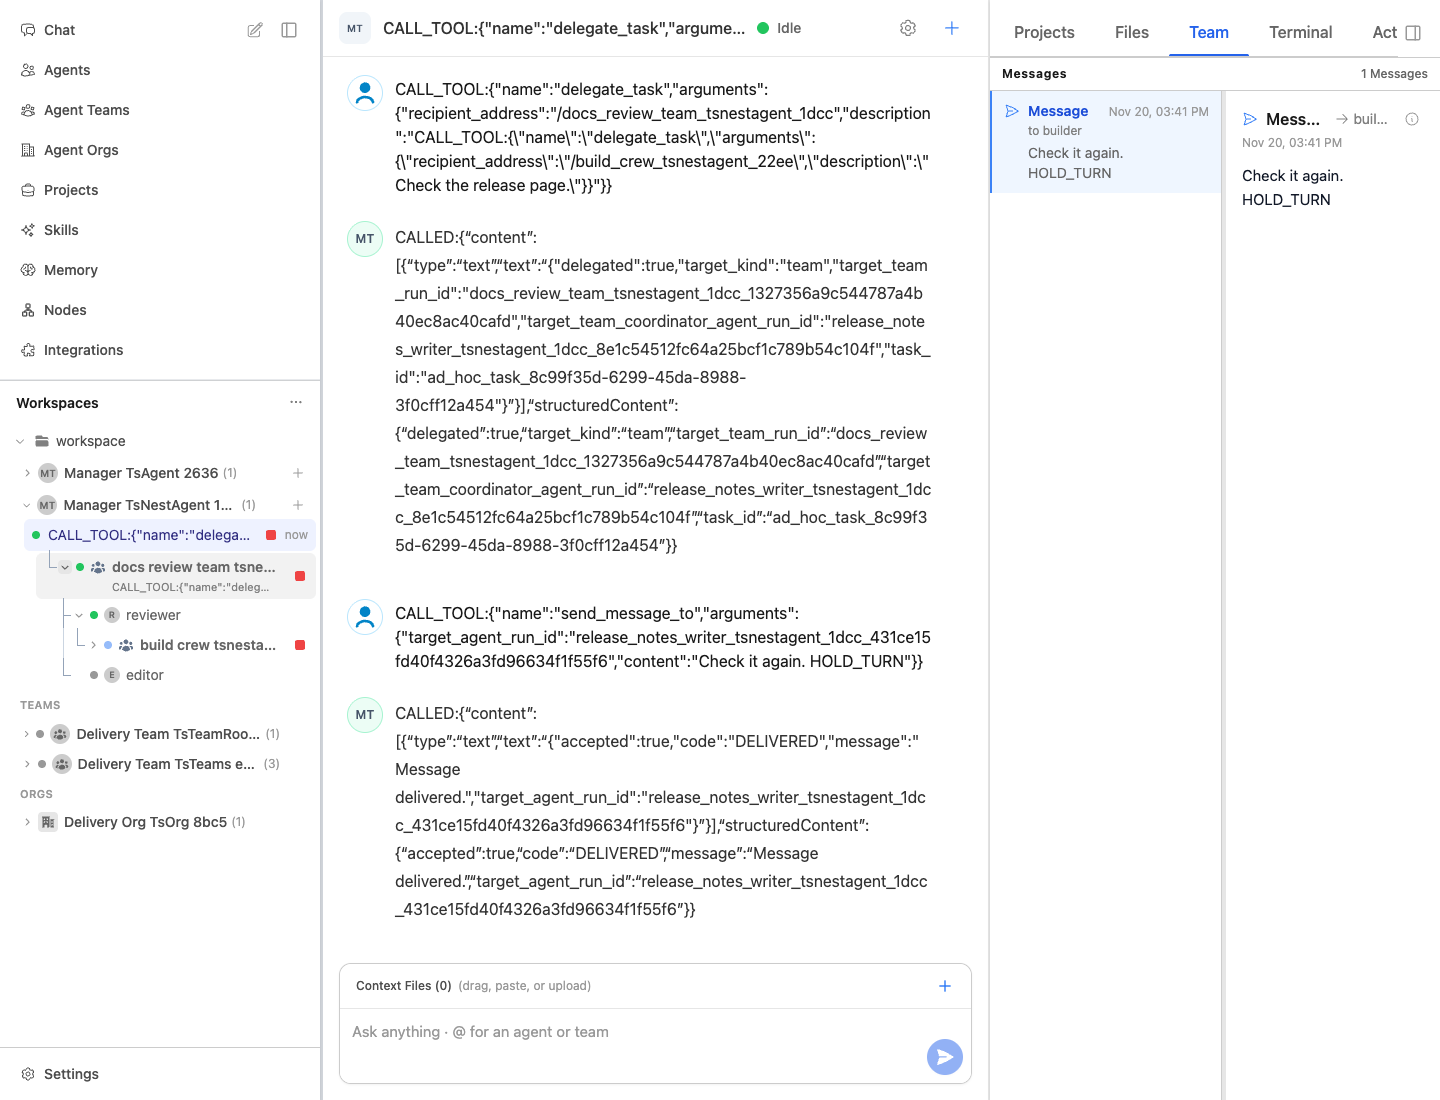 Chat
Agents
Agent Teams
Agent Orgs
Projects
Skills
Memory
Nodes
Integrations
Workspaces
workspace
MT Manager TsAgent 2636 (1)
MT Manager TsNestAgent 1... (1)
CALL_TOOL:{"name":"delega... now
docs review team tsne...
CALL_TOOL:{"name":"deleg...
R reviewer
build crew tsnesta...
E editor
TEAMS
Delivery Team TsTeamRoo... (1)
Delivery Team TsTeams e... (3)
ORGS
Delivery Org TsOrg 8bc5 (1)
Settings
MT CALL_TOOL:{"name":"delegate_task","argume... Idle
CALL_TOOL:{"name":"delegate_task","arguments":
{"recipient_address":"/docs_review_team_tsnestagent_1dcc","description
":"CALL_TOOL:{\"name\":\"delegate_task\",\"arguments\":
{\"recipient_address\":\"/build_crew_tsnestagent_22ee\",\"description\":\"
Check the release page.\"}}"}}
MT CALLED:{“content”:
[{“type”:“text”,“text”:“{"delegated":true,"target_kind":"team","target_team
_run_id":"docs_review_team_tsnestagent_1dcc_1327356a9c544787a4b
40ec8ac40cafd","target_team_coordinator_agent_run_id":"release_note
s_writer_tsnestagent_1dcc_8e1c54512fc64a25bcf1c789b54c104f","task_
id":"ad_hoc_task_8c99f35d-6299-45da-8988-
3f0cff12a454"}”}],“structuredContent”:
{“delegated”:true,“target_kind”:“team”,“target_team_run_id”:“docs_review
_team_tsnestagent_1dcc_1327356a9c544787a4b40ec8ac40cafd”,“target
_team_coordinator_agent_run_id”:“release_notes_writer_tsnestagent_1dc
c_8e1c54512fc64a25bcf1c789b54c104f”,“task_id”:“ad_hoc_task_8c99f3
5d-6299-45da-8988-3f0cff12a454”}}
CALL_TOOL:{"name":"send_message_to","arguments":
{"target_agent_run_id":"release_notes_writer_tsnestagent_1dcc_431ce15
fd40f4326a3fd96634f1f55f6","content":"Check it again. HOLD_TURN"}}
MT CALLED:{“content”:
[{“type”:“text”,“text”:“{"accepted":true,"code":"DELIVERED","message":"
Message
delivered.","target_agent_run_id":"release_notes_writer_tsnestagent_1dc
c_431ce15fd40f4326a3fd96634f1f55f6"}”}],“structuredContent”:
{“accepted”:true,“code”:“DELIVERED”,“message”:“Message
delivered.”,“target_agent_run_id”:“release_notes_writer_tsnestagent_1dcc
_431ce15fd40f4326a3fd96634f1f55f6”}}
Context Files (0) (drag, paste, or upload)
Ask anything · @ for an agent or team
Projects Files Team Terminal Act
Messages 1 Messages
Message Nov 20, 03:41 PM
to builder
Check it again.
HOLD_TURN
Mess... → buil...
Nov 20, 03:41 PM
Check it again.
HOLD_TURN